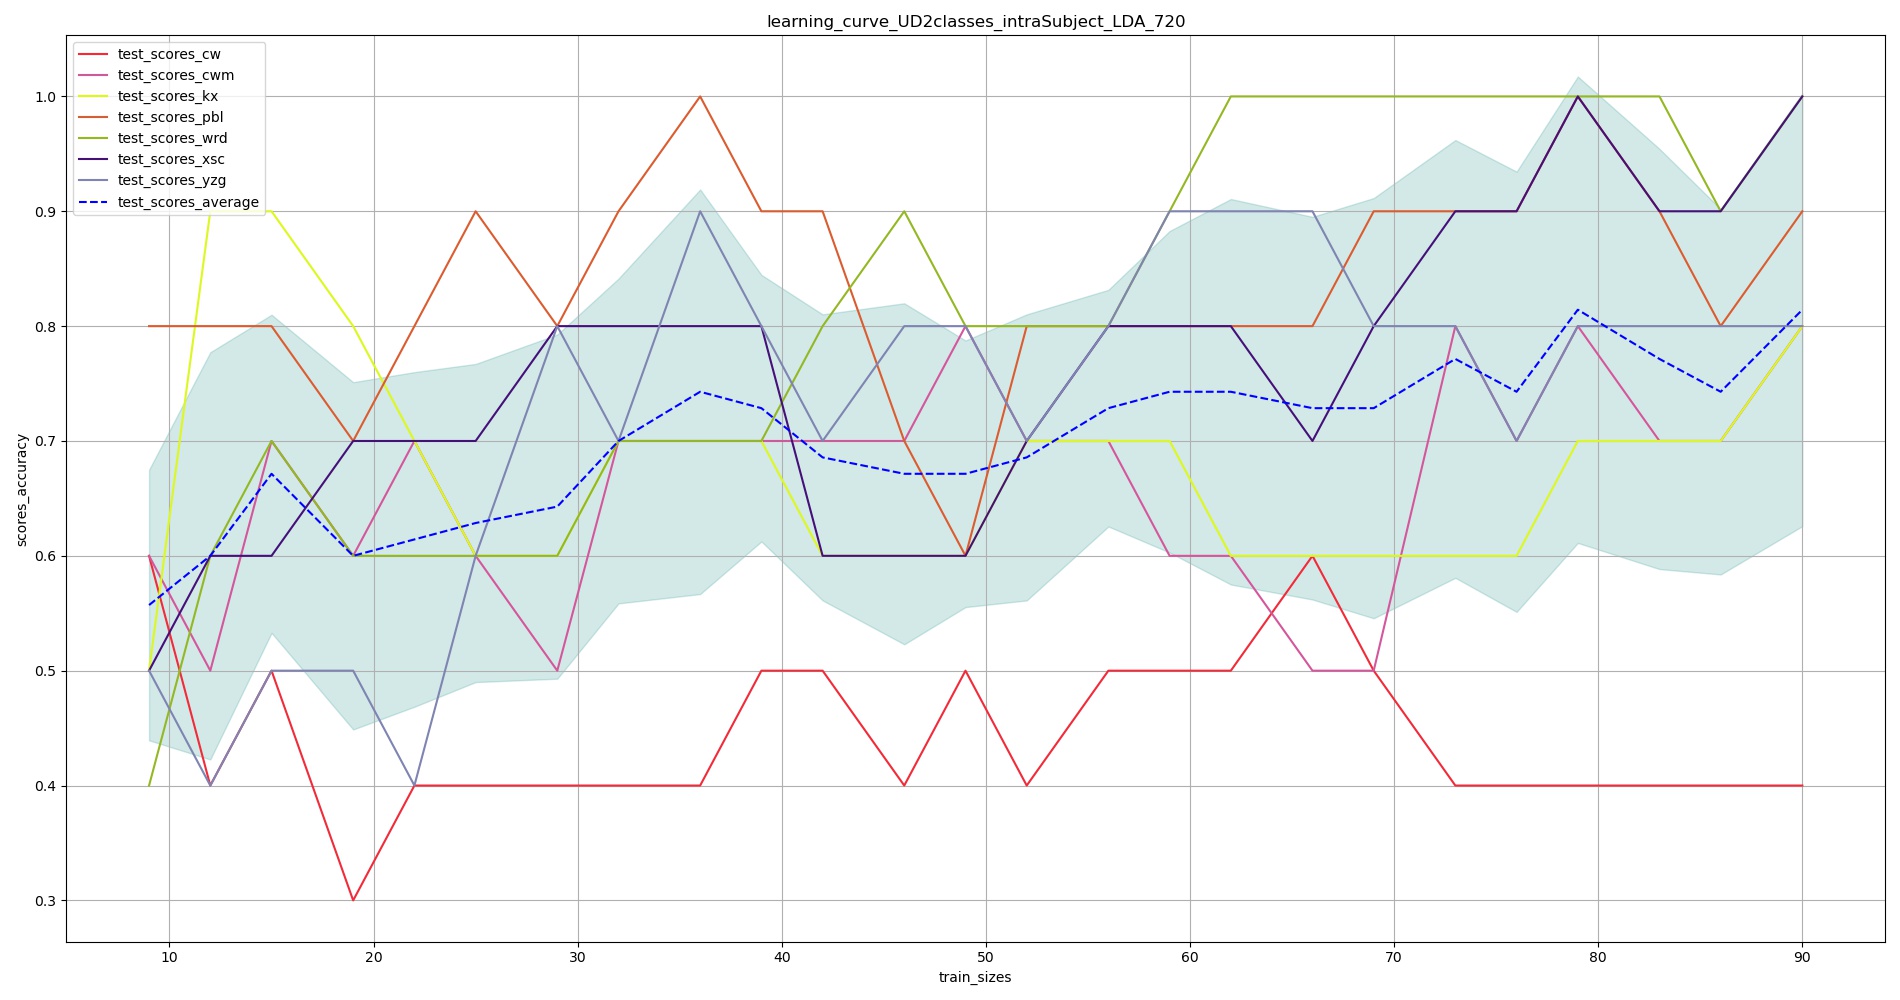 learning_curve_UD2classes_intraSubject_LDA_720
test_scores_cw
test_scores_cwm
test_scores_kx
test_scores_pbl
test_scores_wrd
test_scores_xsc
test_scores_yzg
test_scores_average
scores_accuracy
1.0
0.9
0.8
0.7
0.6
0.5
0.4
0.3
10 20 30 40 50 60 70 80 90
train_sizes